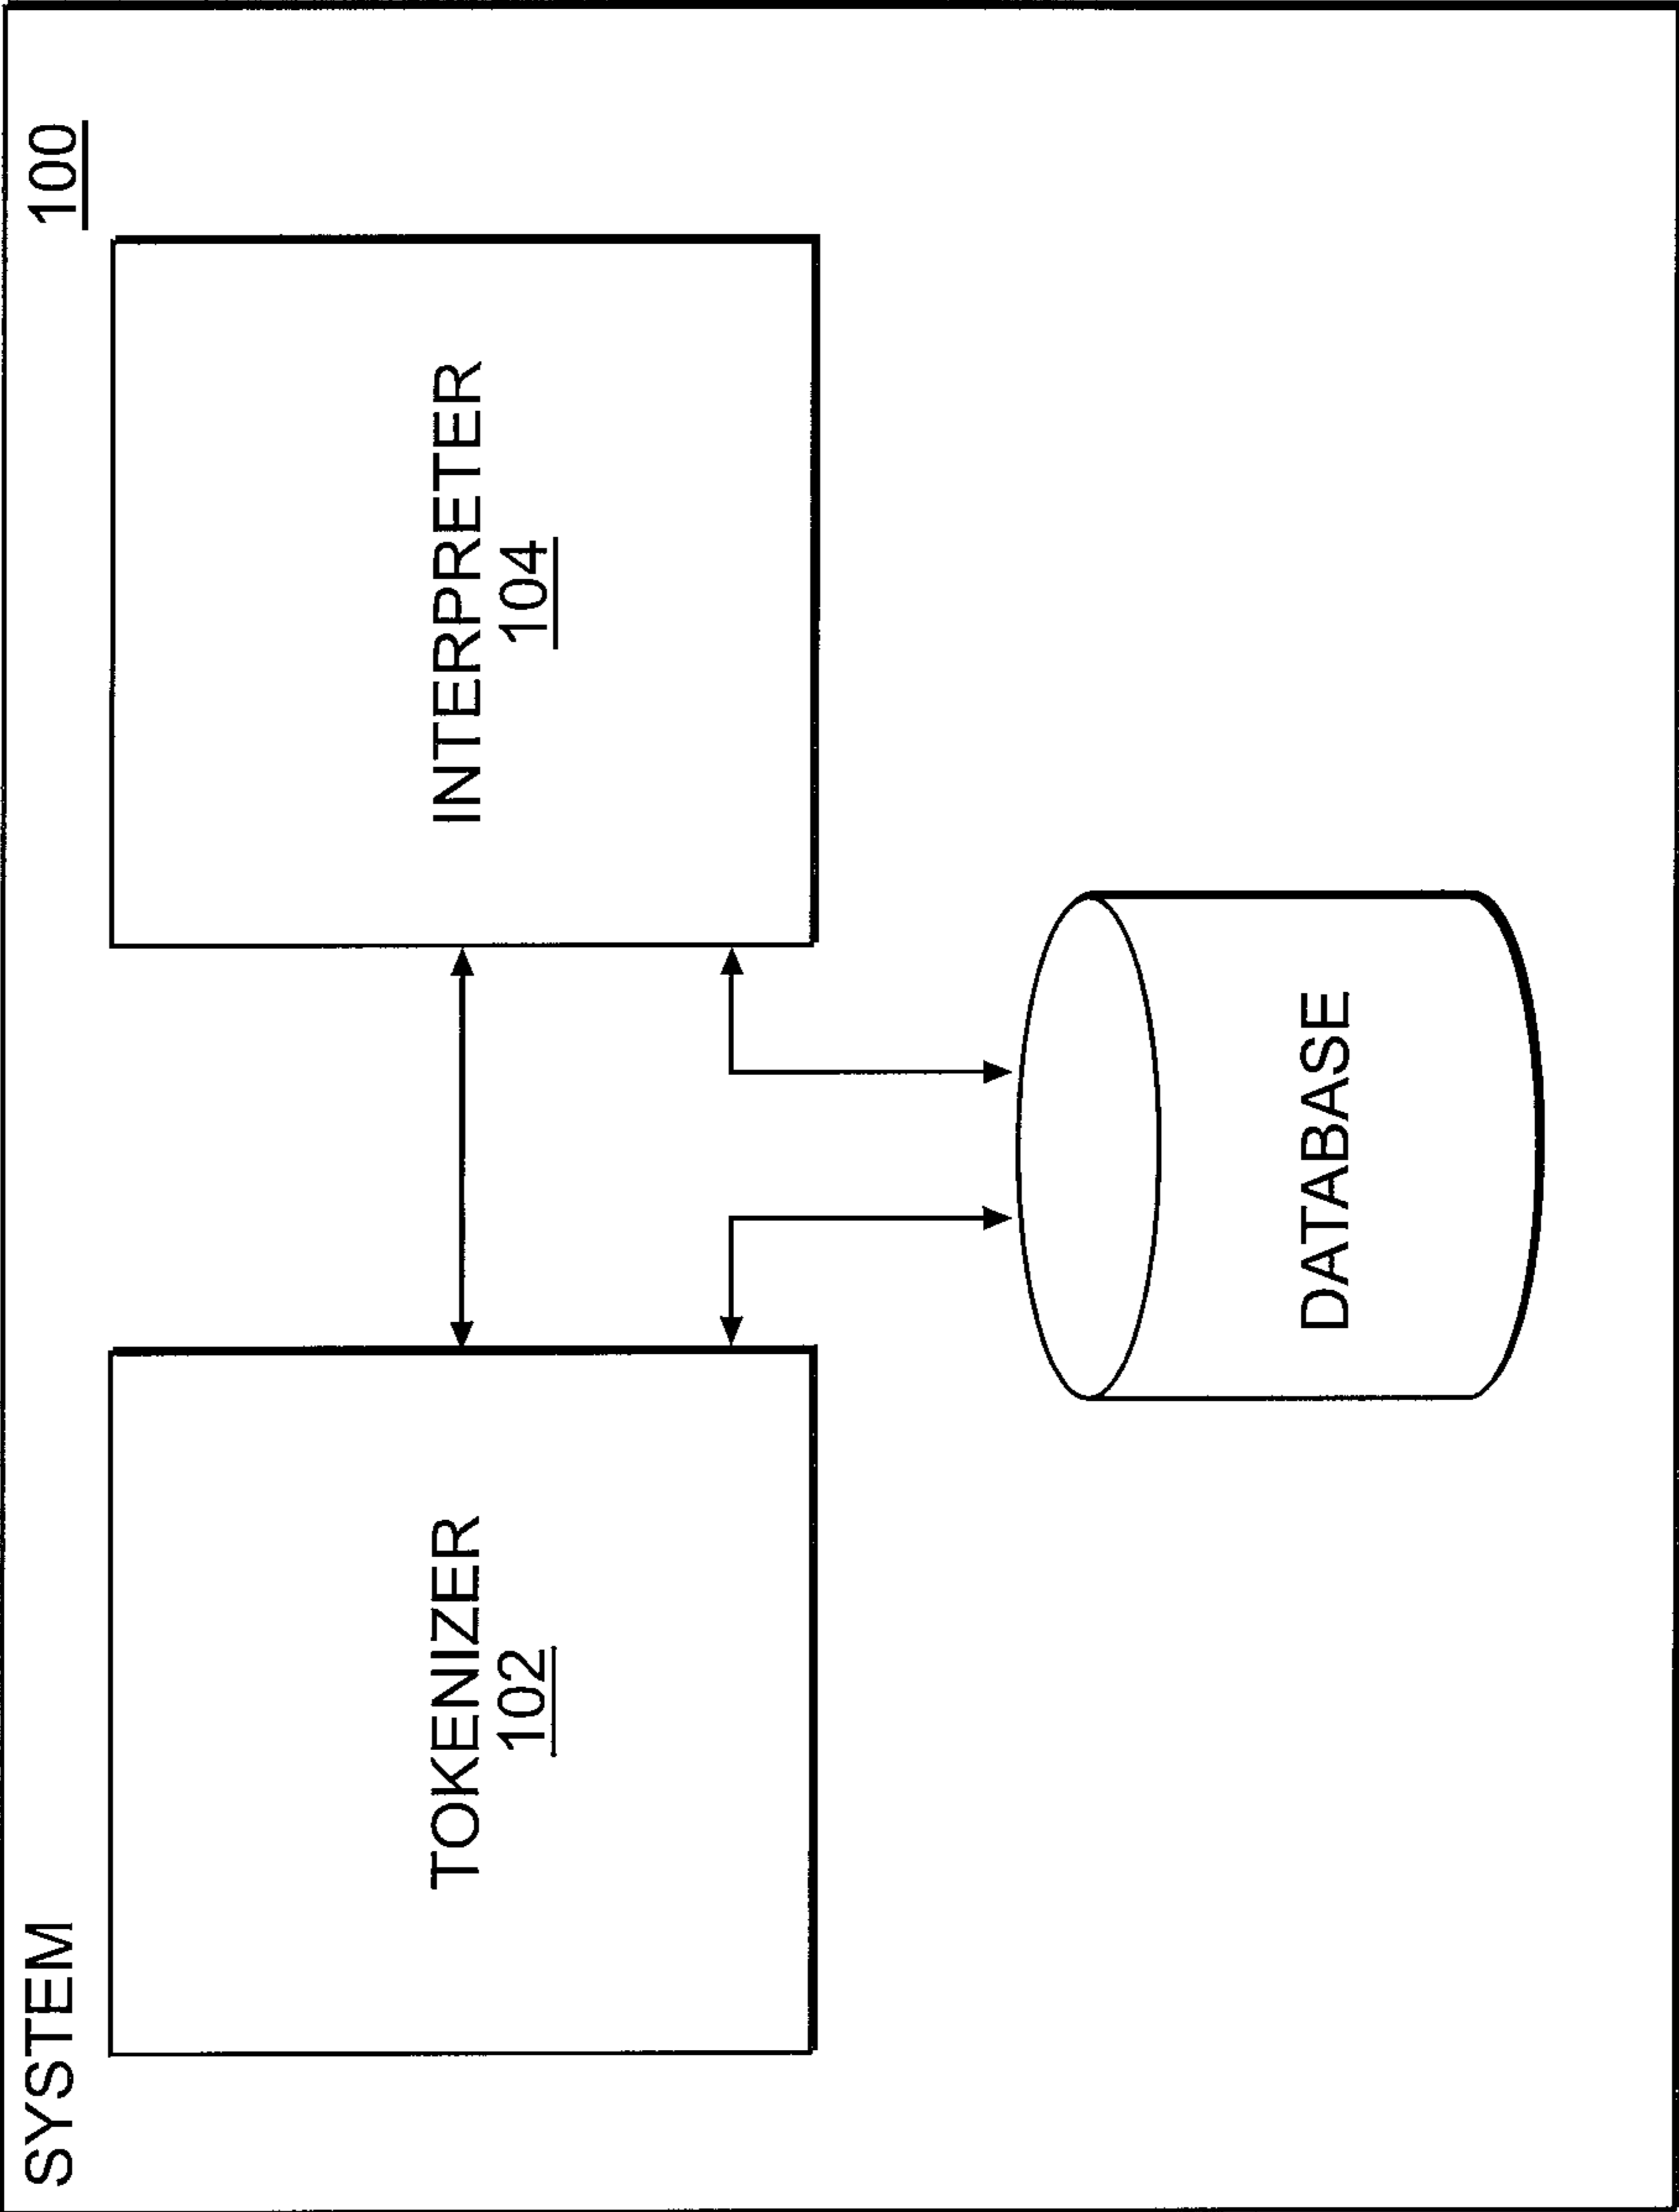 SYSTEM
100
TOKENIZER
102
INTERPRETER
104
DATABASE